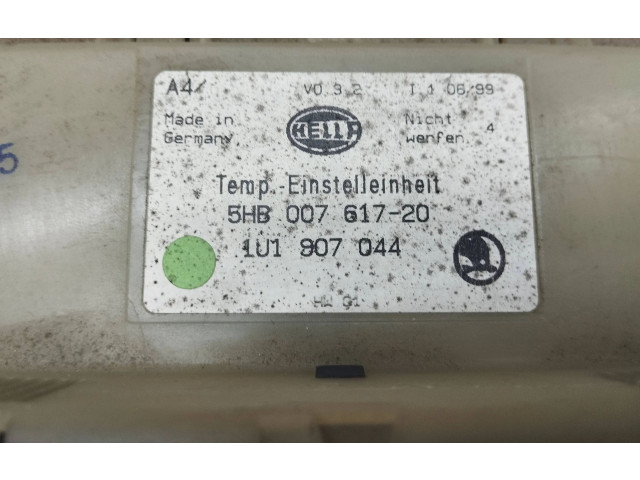 A4/ V0.3.2 I.1 06/99
Made in Germany
HELLA
Nicht werfen 4
Temp.-Einstelleinheit
5HB 007 617-20
1U1 907 044
5